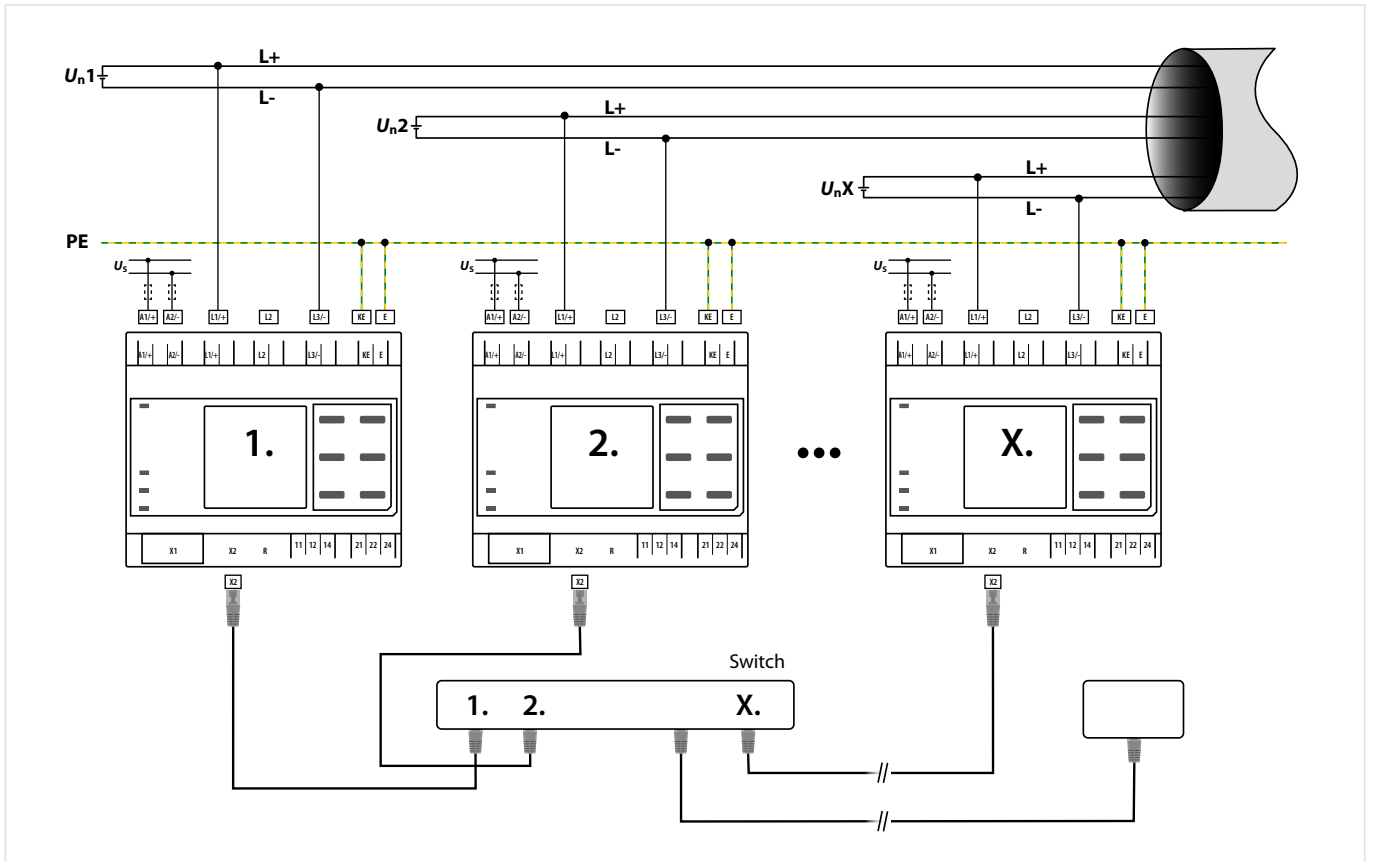 L+
Un1
L-
L+
Un2
L-
L+
UnX
L-
PE
Us Us Us
A1/+ A2/- L1/+ L2 L3/- KE E A1/+ A2/- L1/+ L2 L3/- KE E A1/+ A2/- L1/+ L2 L3/- KE E
A1/+ A2/- L1/+ L2 L3/- KE E A1/+ A2/- L1/+ L2 L3/- KE E A1/+ A2/- L1/+ L2 L3/- KE E
1. 2. ••• X.
X1 X2 R 11 12 14 21 22 24 X1 X2 R 11 12 14 21 22 24 X1 X2 R 11 12 14 21 22 24
X2 X2 X2
Switch
1. 2. X.
//
//